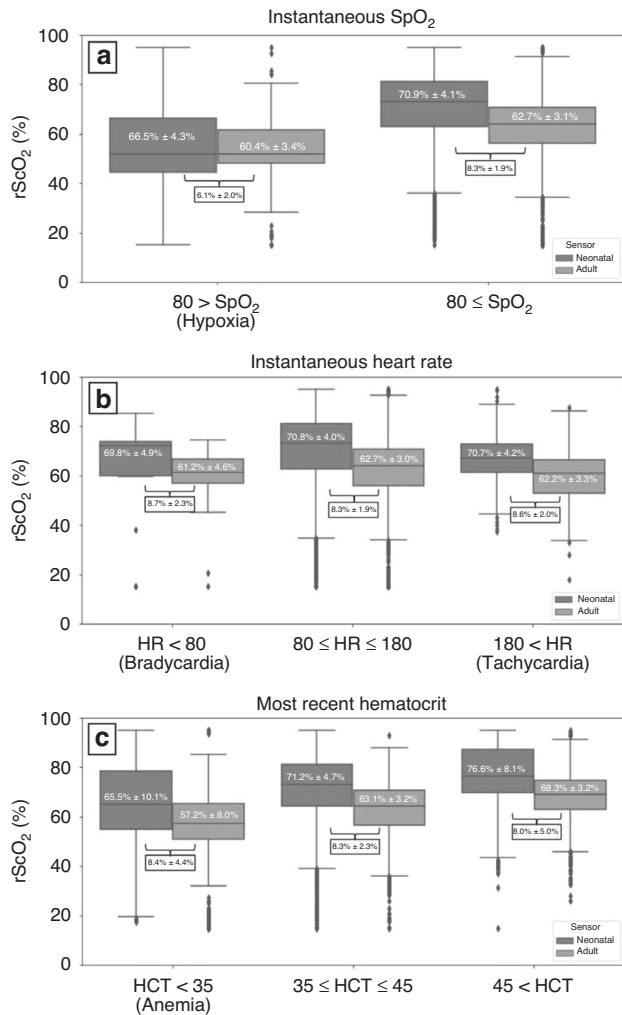 Instantaneous SpO₂
a
100
80
60
40
20
0
rScO₂ (%)
66.5% ± 4.3%
60.4% ± 3.4%
6.1% ± 2.0%
70.9% ± 4.1%
62.7% ± 3.1%
8.3% ± 1.9%
Sensor
Neonatal
Adult
80 > SpO₂
(Hypoxia)
80 ≤ SpO₂
Instantaneous heart rate
b
100
80
60
40
20
0
rScO₂ (%)
69.8% ± 4.9%
61.2% ± 4.6%
8.7% ± 2.3%
70.8% ± 4.0%
62.7% ± 3.0%
8.3% ± 1.9%
70.7% ± 4.2%
62.2% ± 3.3%
8.6% ± 2.0%
Neonatal
Adult
HR < 80
(Bradycardia)
80 ≤ HR ≤ 180
180 < HR
(Tachycardia)
Most recent hematocrit
c
100
80
60
40
20
0
rScO₂ (%)
65.5% ± 10.1%
57.2% ± 8.0%
8.4% ± 4.4%
71.2% ± 4.7%
63.1% ± 3.2%
8.3% ± 2.3%
76.6% ± 8.1%
68.3% ± 3.2%
8.0% ± 5.0%
Sensor
Neonatal
Adult
HCT < 35
(Anemia)
35 ≤ HCT ≤ 45
45 < HCT